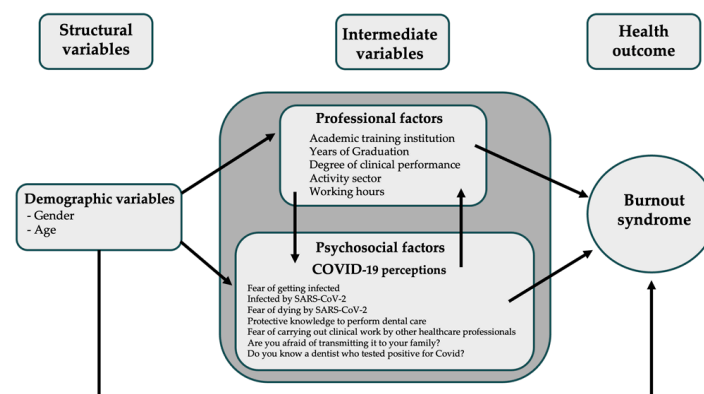 Structural
variables
Intermediate
variables
Health
outcome
Professional factors
Academic training institution
Years of Graduation
Degree of clinical performance
Activity sector
Working hours
Demographic variables
- Gender
- Age
Burnout
syndrome
Psychosocial factors
COVID-19 perceptions
Fear of getting infected
Infected by SARS-CoV-2
Fear of dying by SARS-CoV-2
Protective knowledge to perform dental care
Fear of carrying out clinical work by other healthcare professionals
Are you afraid of transmitting it to your family?
Do you know a dentist who tested positive for Covid?